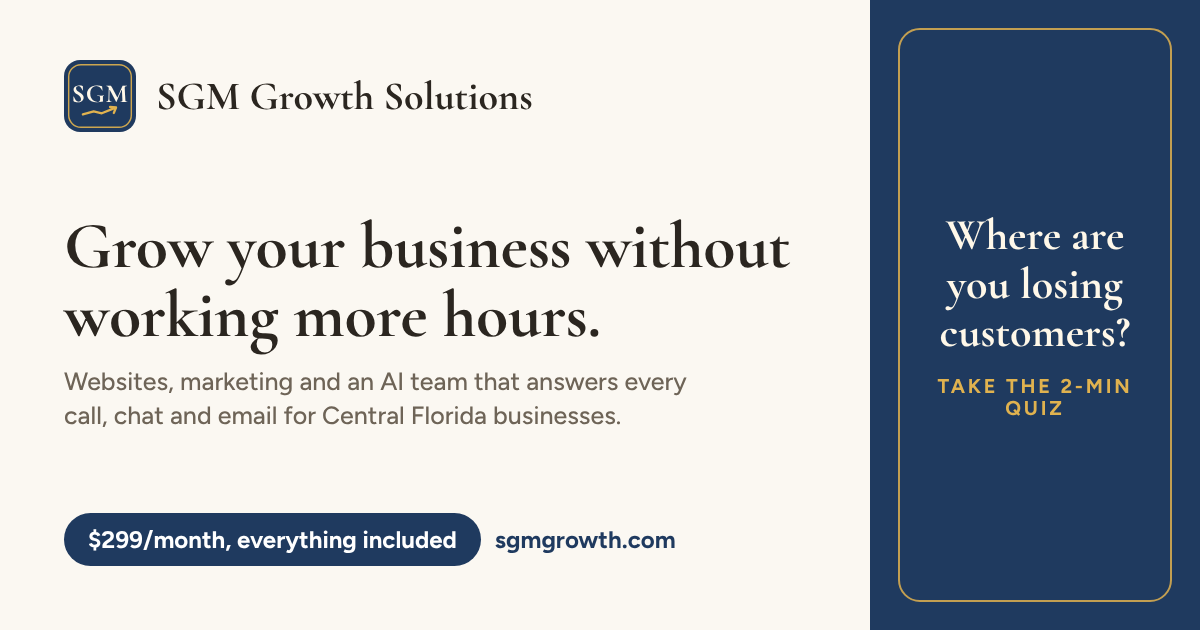 SGM
SGM Growth Solutions
Grow your business without
working more hours.
Websites, marketing and an AI team that answers every
call, chat and email for Central Florida businesses.
$299/month, everything included
sgmgrowth.com
Where are
you losing
customers?
TAKE THE 2-MIN
QUIZ